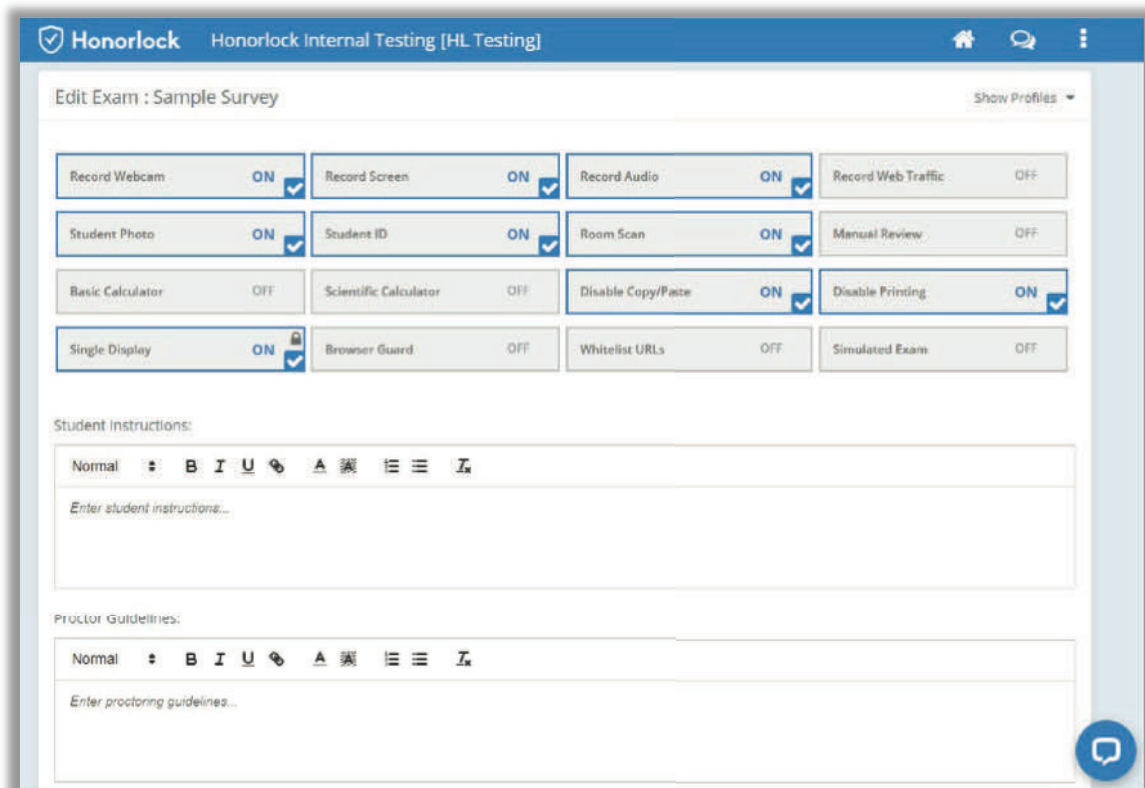 Honorlock Honorlock Internal Testing [HL Testing]
Edit Exam : Sample Survey Show Profiles
Record Webcam ON Record Screen ON Record Audio ON Record Web Traffic OFF
Student Photo ON Student ID ON Room Scan ON Manual Review OFF
Basic Calculator OFF Scientific Calculator OFF Disable Copy/Paste ON Disable Printing ON
Single Display ON Browser Guard OFF Whitelist URLs OFF Simulated Exam OFF
Student Instructions:
Normal B I U A A Tx
Enter student instructions...
Proctor Guidelines:
Normal B I U A A Tx
Enter proctoring guidelines...